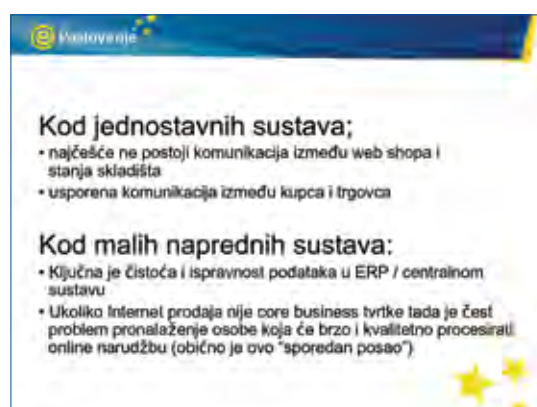 e Poslovanje
Kod jednostavnih sustava;
• najčešće ne postoji komunikacija između web shopa i
stanja skladišta
• usporena komunikacija između kupca i trgovca
Kod malih naprednih sustava:
• Ključna je čistoća i ispravnost podataka u ERP / centralnom
sustavu
• Ukoliko Internet prodaja nije core business tvrtke tada je čest
problem pronalaženje osobe koja će brzo i kvalitetno procesirati
online narudžbu (obično je ovo "sporedan posao")